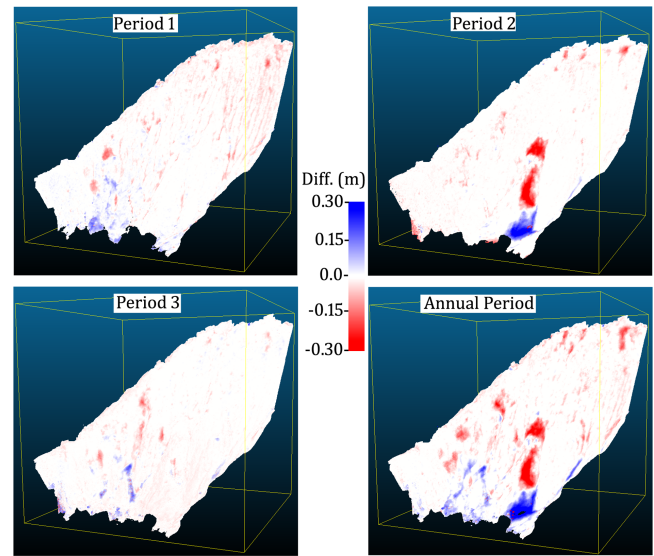 Period 1
Period 2
Diff. (m)
0.30
0.15
0.0
-0.15
-0.30
Period 3
Annual Period